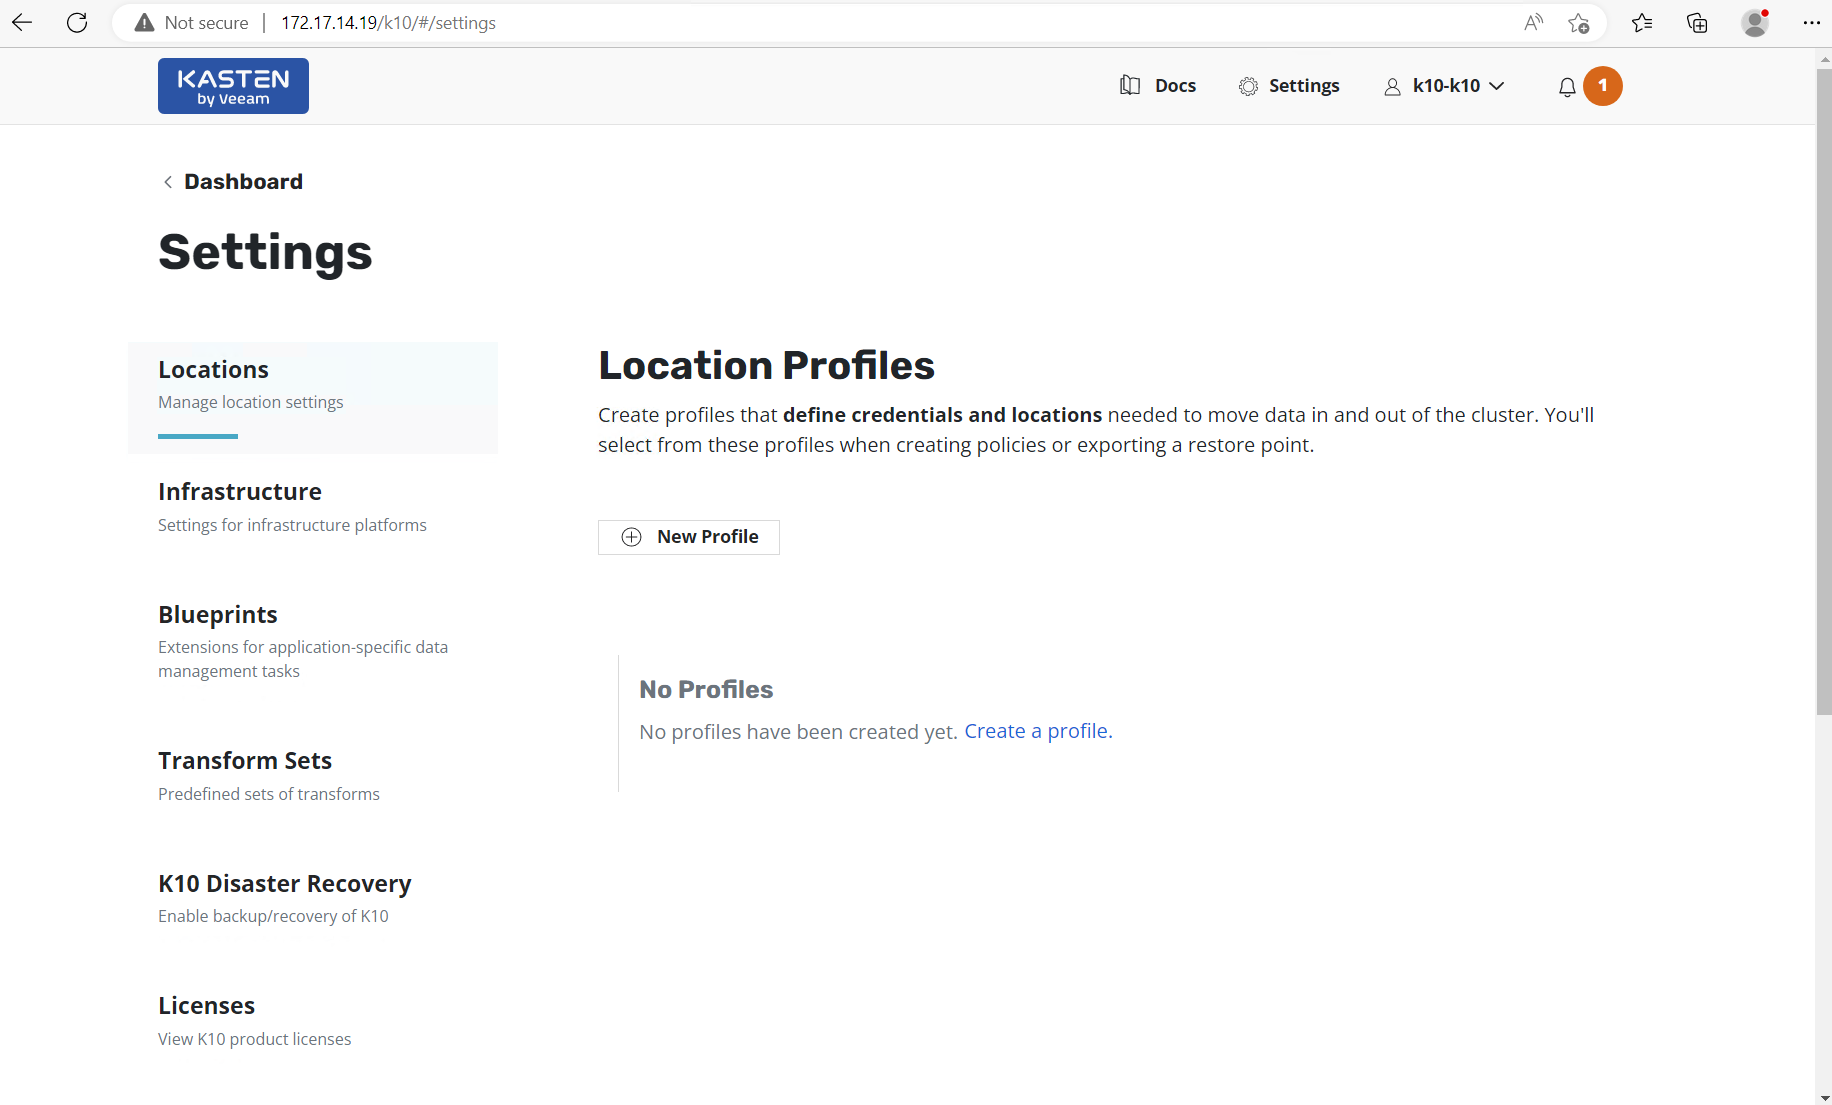 Not secure
172.17.14.19/k10/#/settings
KASTEN
by Veeam
Docs
Settings
k10-k10
1
Dashboard
Settings
Locations
Manage location settings
Infrastructure
Settings for infrastructure platforms
Blueprints
Extensions for application-specific data
management tasks
Transform Sets
Predefined sets of transforms
K10 Disaster Recovery
Enable backup/recovery of K10
Licenses
View K10 product licenses
Location Profiles
Create profiles that define credentials and locations needed to move data in and out of the cluster. You'll
select from these profiles when creating policies or exporting a restore point.
New Profile
No Profiles
No profiles have been created yet. Create a profile.